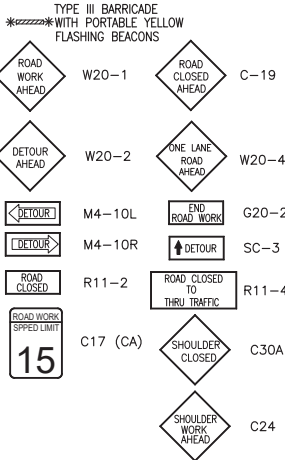 TYPE III BARRICADE
WITH PORTABLE YELLOW
FLASHING BEACONS
ROAD
WORK
AHEAD
W20-1
ROAD
CLOSED
AHEAD
C-19
DETOUR
AHEAD
W20-2
ONE LANE
ROAD
AHEAD
W20-4
DETOUR
M4-10L
END
ROAD WORK
G20-2
DETOUR
M4-10R
DETOUR
SC-3
ROAD
CLOSED
R11-2
ROAD CLOSED
TO
THRU TRAFFIC
R11-4
ROAD WORK
SPPED LIMIT
15
C17 (CA)
SHOULDER
CLOSED
C30A
SHOULDER
WORK
AHEAD
C24